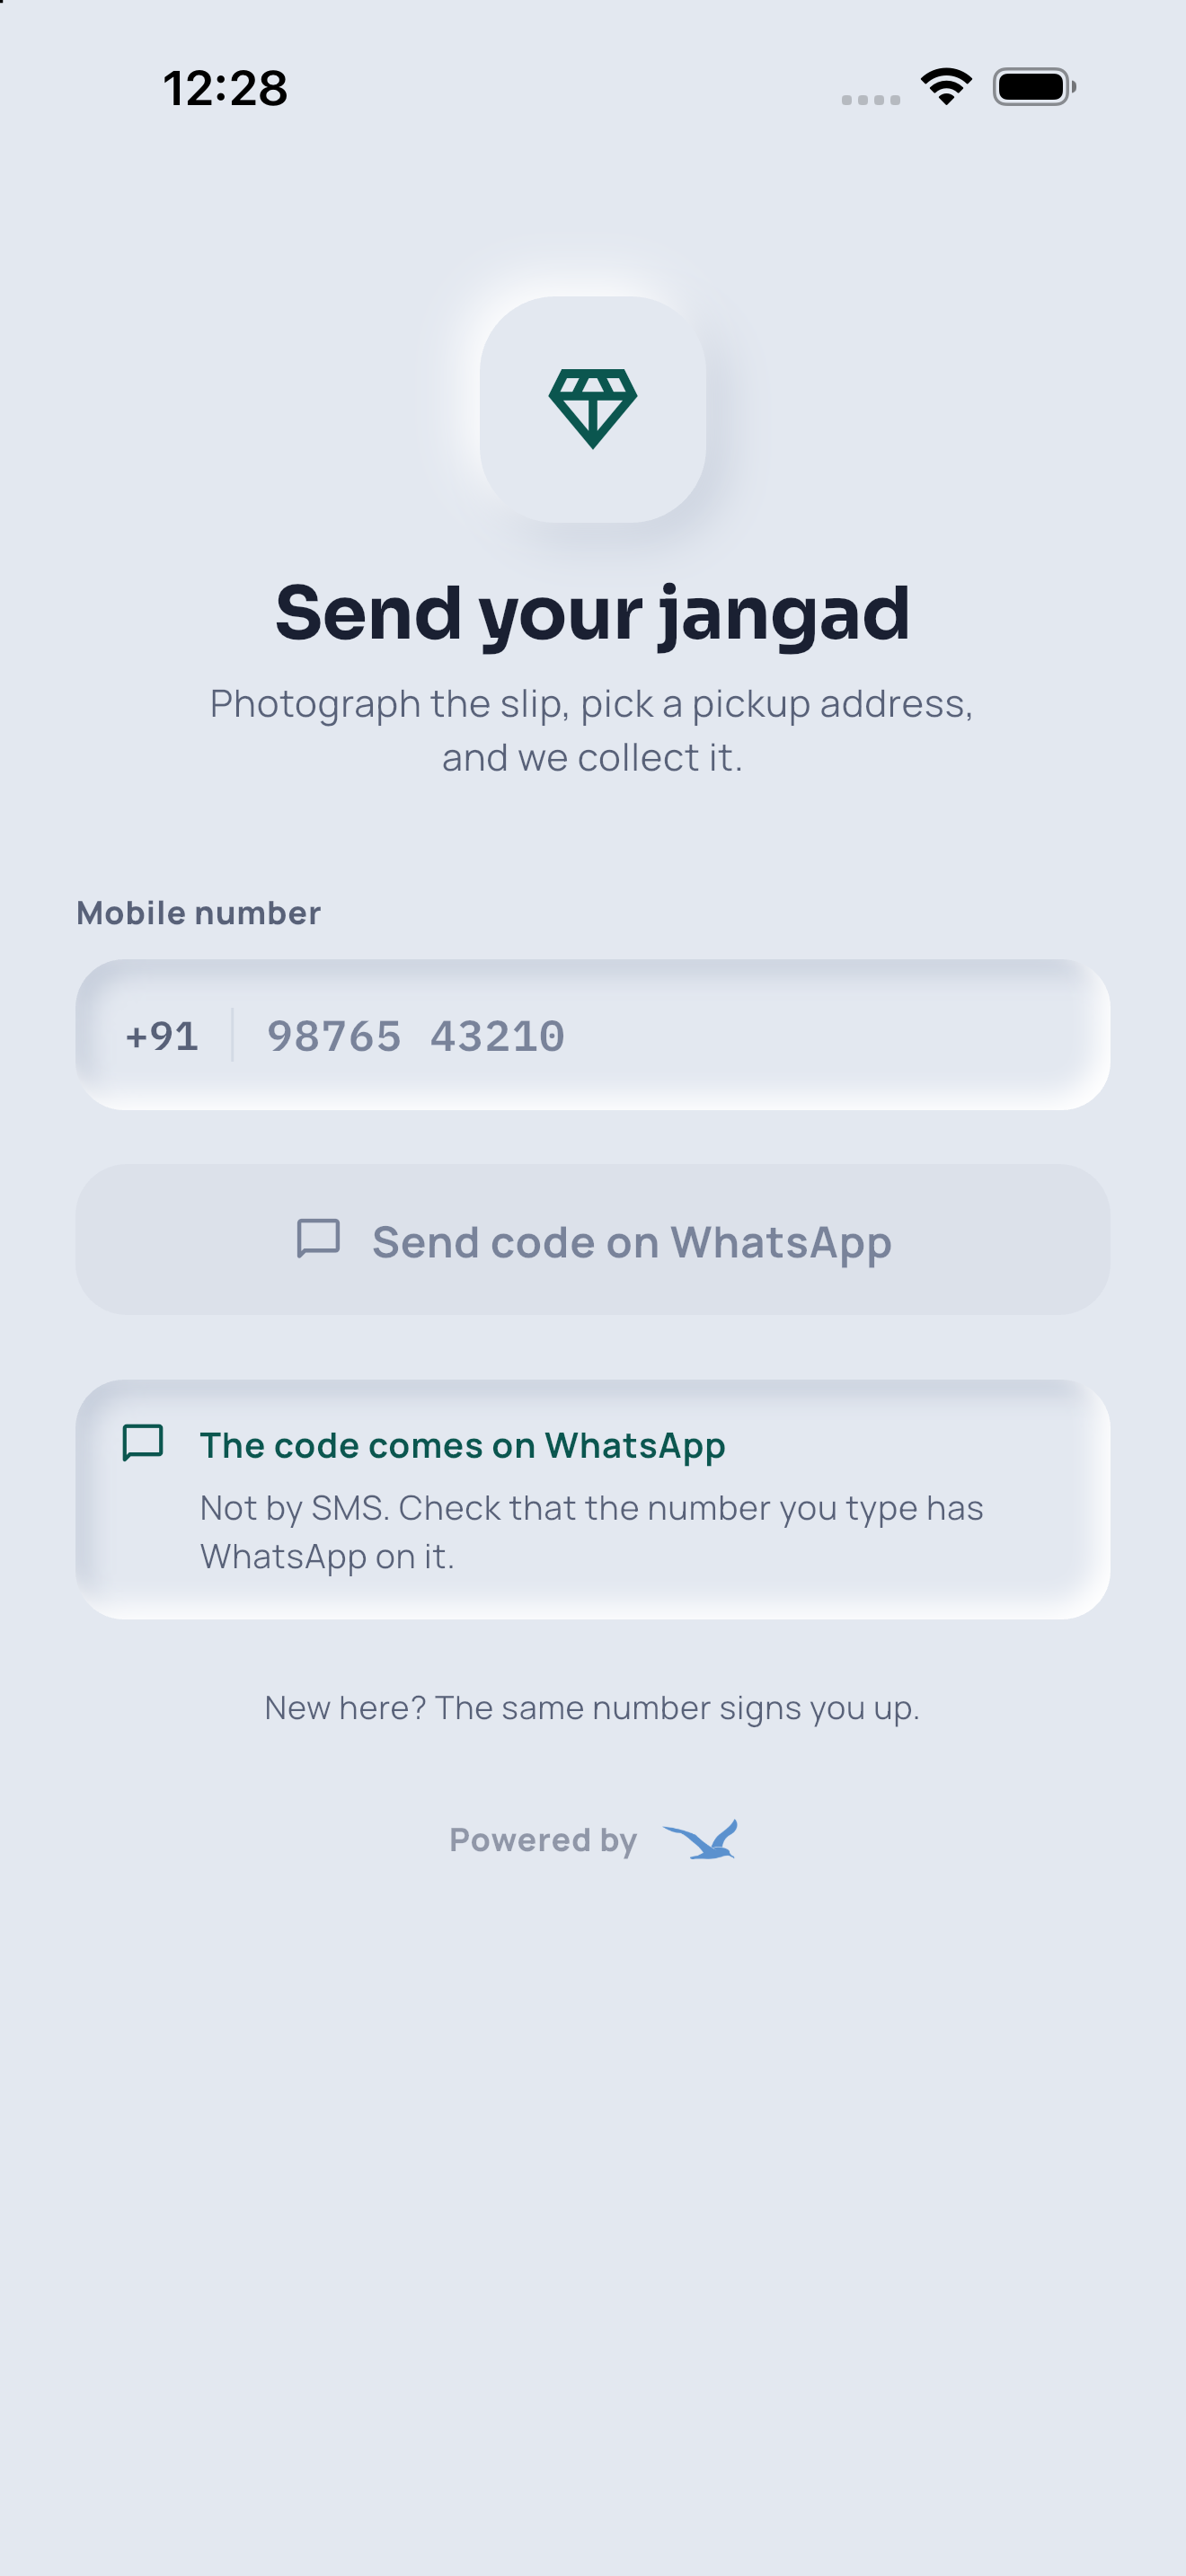 12:28
Send your jangad
Photograph the slip, pick a pickup address,
and we collect it.
Mobile number
+91 98765 43210
Send code on WhatsApp
The code comes on WhatsApp
Not by SMS. Check that the number you type has
WhatsApp on it.
New here? The same number signs you up.
Powered by